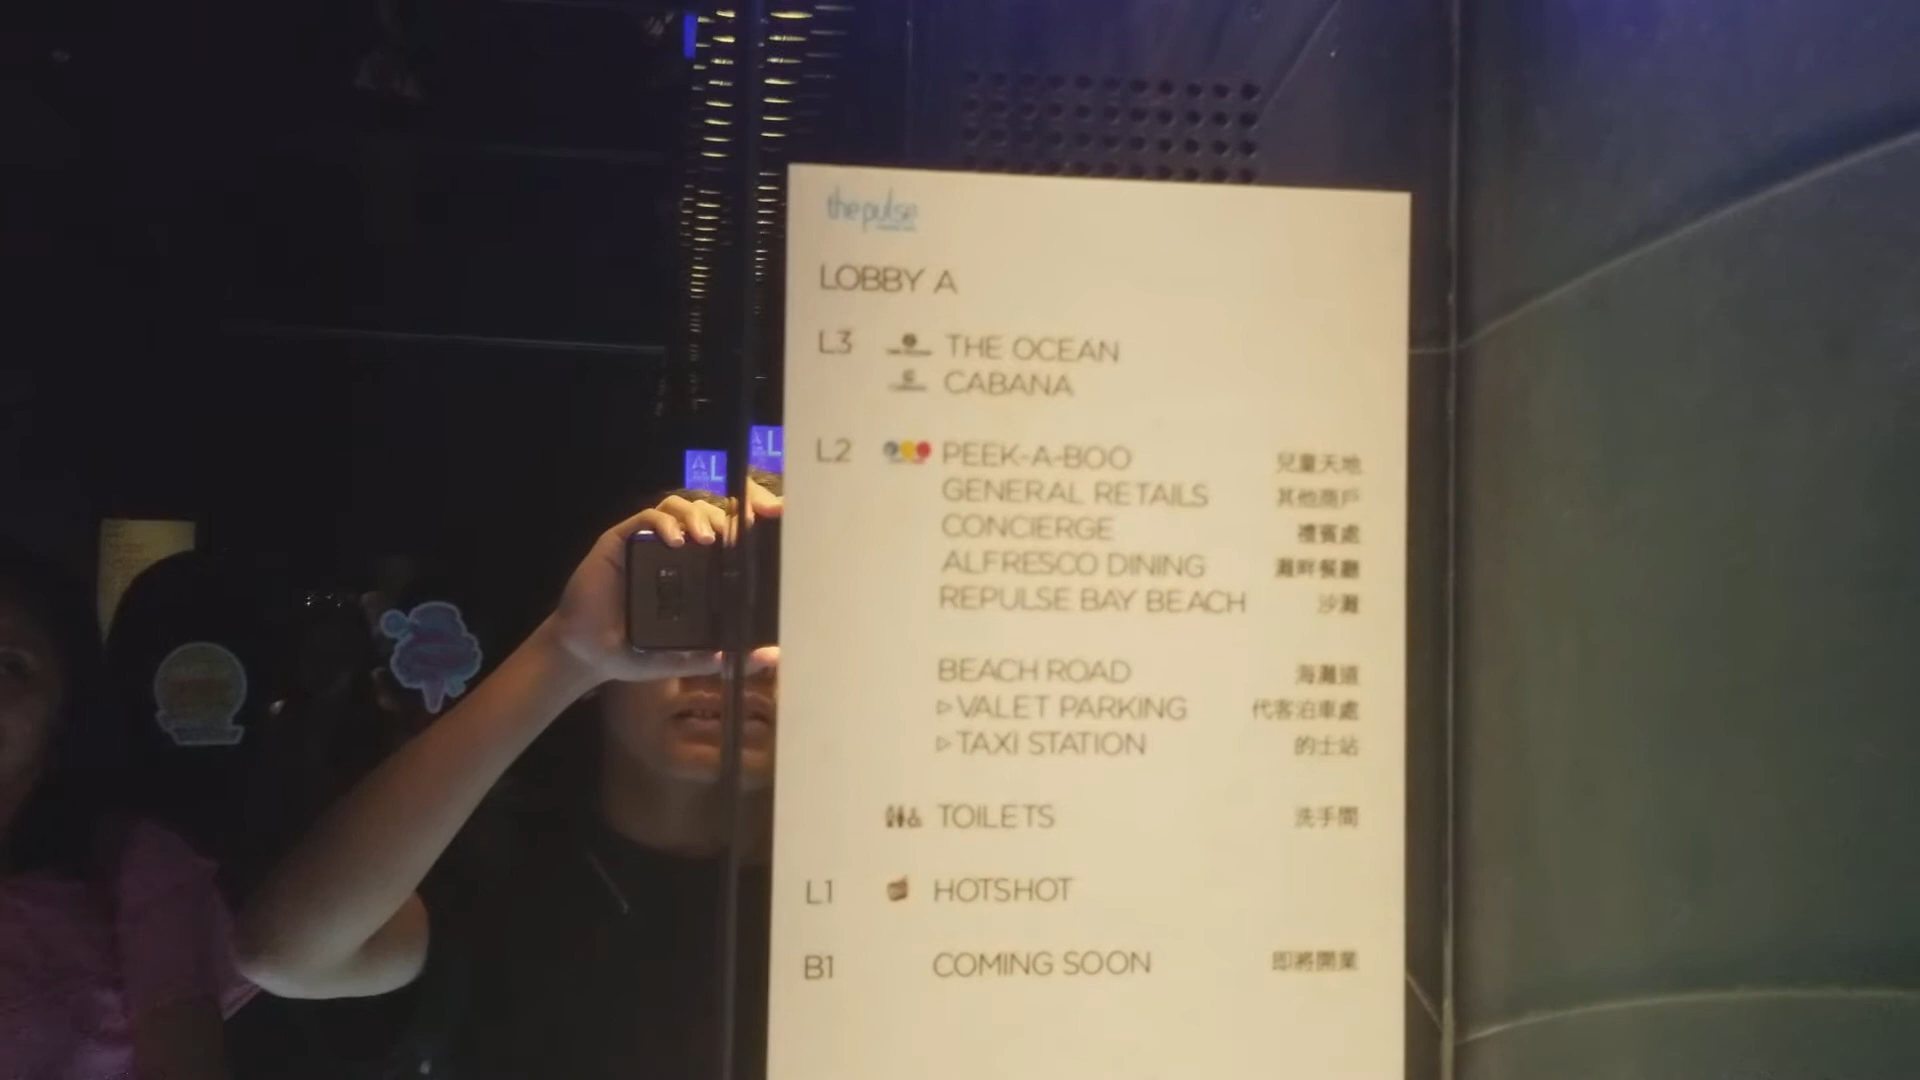 the pulse
LOBBY A
L3 THE OCEAN
CABANA
L2 PEEK-A-BOO 兒童天地
GENERAL RETAILS 其他商戶
CONCIERGE 禮賓處
ALFRESCO DINING 灘畔餐廳
REPULSE BAY BEACH 沙灘
BEACH ROAD 海灘道
▷VALET PARKING 代客泊車處
▷TAXI STATION 的士站
TOILETS 洗手間
L1 HOTSHOT
B1 COMING SOON 即將開業